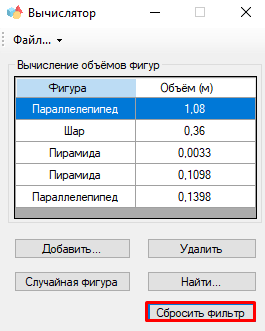 Вычислятор
Файл...
Вычисление объёмов фигур
Фигура Объём (м)
Параллелепипед 1,08
Шар 0,36
Пирамида 0,0033
Пирамида 0,1098
Параллелепипед 0,1398
Добавить... Удалить
Случайная фигура Найти...
Сбросить фильтр